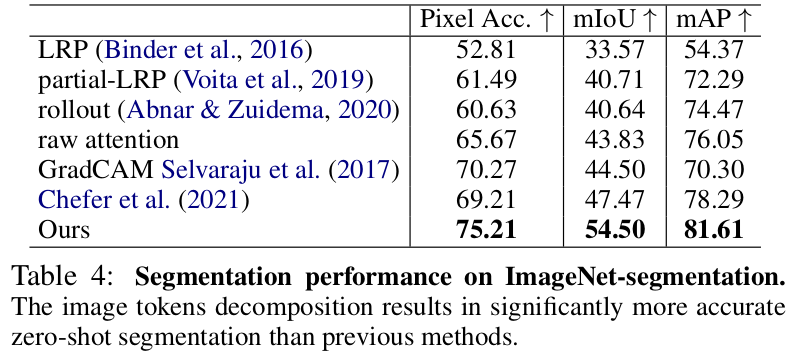 Pixel Acc. ↑ mIoU ↑ mAP ↑
LRP (Binder et al., 2016) 52.81 33.57 54.37
partial-LRP (Voita et al., 2019) 61.49 40.71 72.29
rollout (Abnar & Zuidema, 2020) 60.63 40.64 74.47
raw attention 65.67 43.83 76.05
GradCAM Selvaraju et al. (2017) 70.27 44.50 70.30
Chefer et al. (2021) 69.21 47.47 78.29
Ours 75.21 54.50 81.61
Table 4: Segmentation performance on ImageNet-segmentation.
The image tokens decomposition results in significantly more accurate
zero-shot segmentation than previous methods.